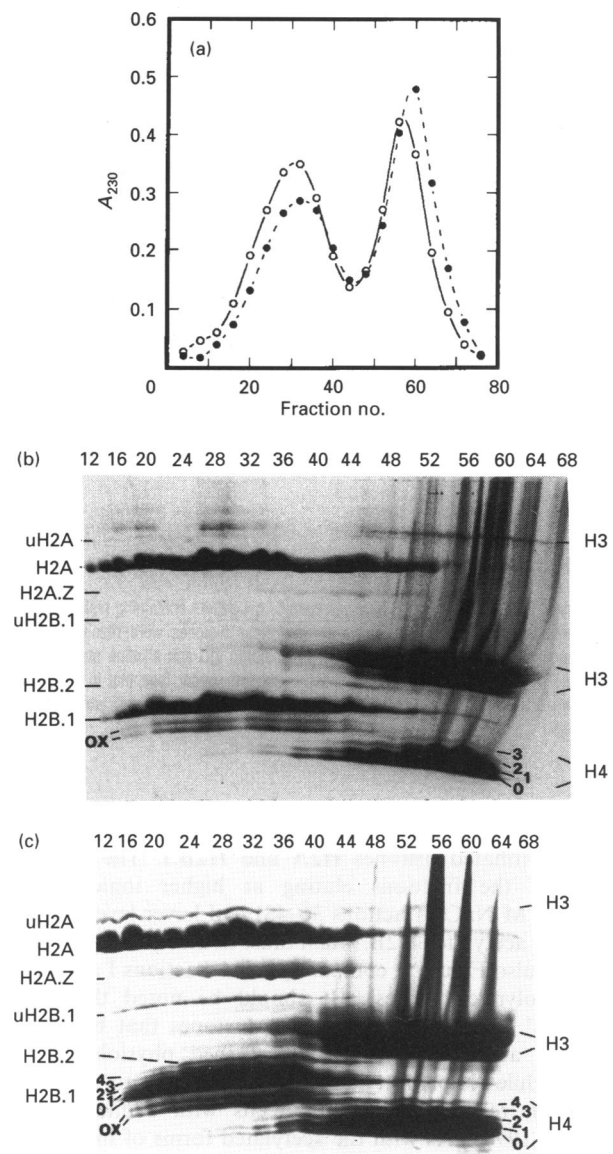 (a)
0.6
0.5
0.4
0.3
0.2
0.1
A230
0 20 40 60 80
Fraction no.
(b)
12 16 20 24 28 32 36 40 44 48 52 56 60 64 68
uH2A
H2A
H2A.Z
uH2B.1
H2B.2
H2B.1
ox
H3
H3
3
2
1
0
H4
(c)
12 16 20 24 28 32 36 40 44 48 52 56 60 64 68
uH2A
H2A
H2A.Z
uH2B.1
H2B.2
H2B.1
4
3
2
1
0
ox
H3
H3
4
3
2
1
0
H4